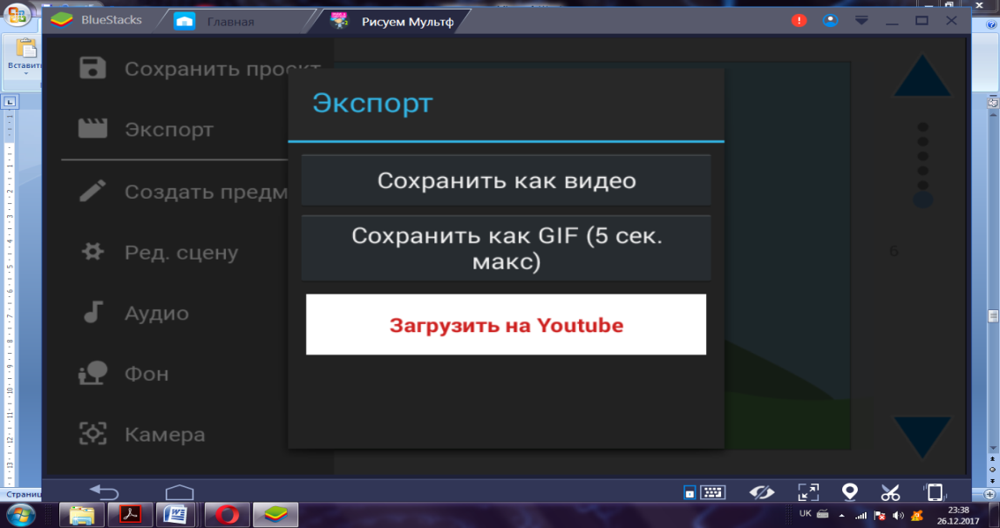 BlueStacks
Главная
Рисуем Мультф
Вставить
Сохранить проект
Экспорт
Создать предм
Ред. сцену
Аудио
Фон
Камера
Экспорт
Сохранить как видео
Сохранить как GIF (5 сек.
макс)
Загрузить на Youtube
6
Страниц
UK
23:38
26.12.2017